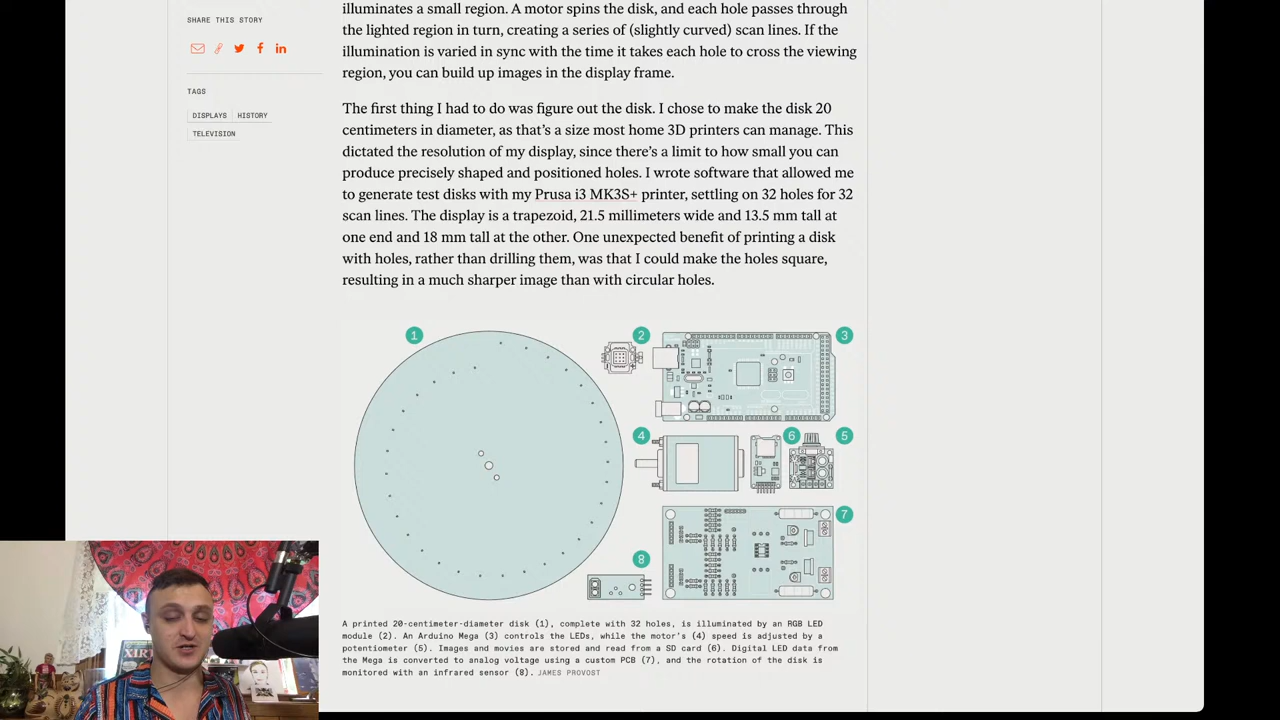 SHARE THIS STORY
TAGS
DISPLAYS HISTORY
TELEVISION
illuminates a small region. A motor spins the disk, and each hole passes through
the lighted region in turn, creating a series of (slightly curved) scan lines. If the
illumination is varied in sync with the time it takes each hole to cross the viewing
region, you can build up images in the display frame.
The first thing I had to do was figure out the disk. I chose to make the disk 20
centimeters in diameter, as that’s a size most home 3D printers can manage. This
dictated the resolution of my display, since there’s a limit to how small you can
produce precisely shaped and positioned holes. I wrote software that allowed me
to generate test disks with my Prusa i3 MK3S+ printer, settling on 32 holes for 32
scan lines. The display is a trapezoid, 21.5 millimeters wide and 13.5 mm tall at
one end and 18 mm tall at the other. One unexpected benefit of printing a disk
with holes, rather than drilling them, was that I could make the holes square,
resulting in a much sharper image than with circular holes.
1
2
3
4
6
5
7
8
A printed 20-centimeter-diameter disk (1), complete with 32 holes, is illuminated by an RGB LED
module (2). An Arduino Mega (3) controls the LEDs, while the motor’s (4) speed is adjusted by a
potentiometer (5). Images and movies are stored and read from a SD card (6). Digital LED data from
the Mega is converted to analog voltage using a custom PCB (7), and the rotation of the disk is
monitored with an infrared sensor (8). JAMES PROVOST